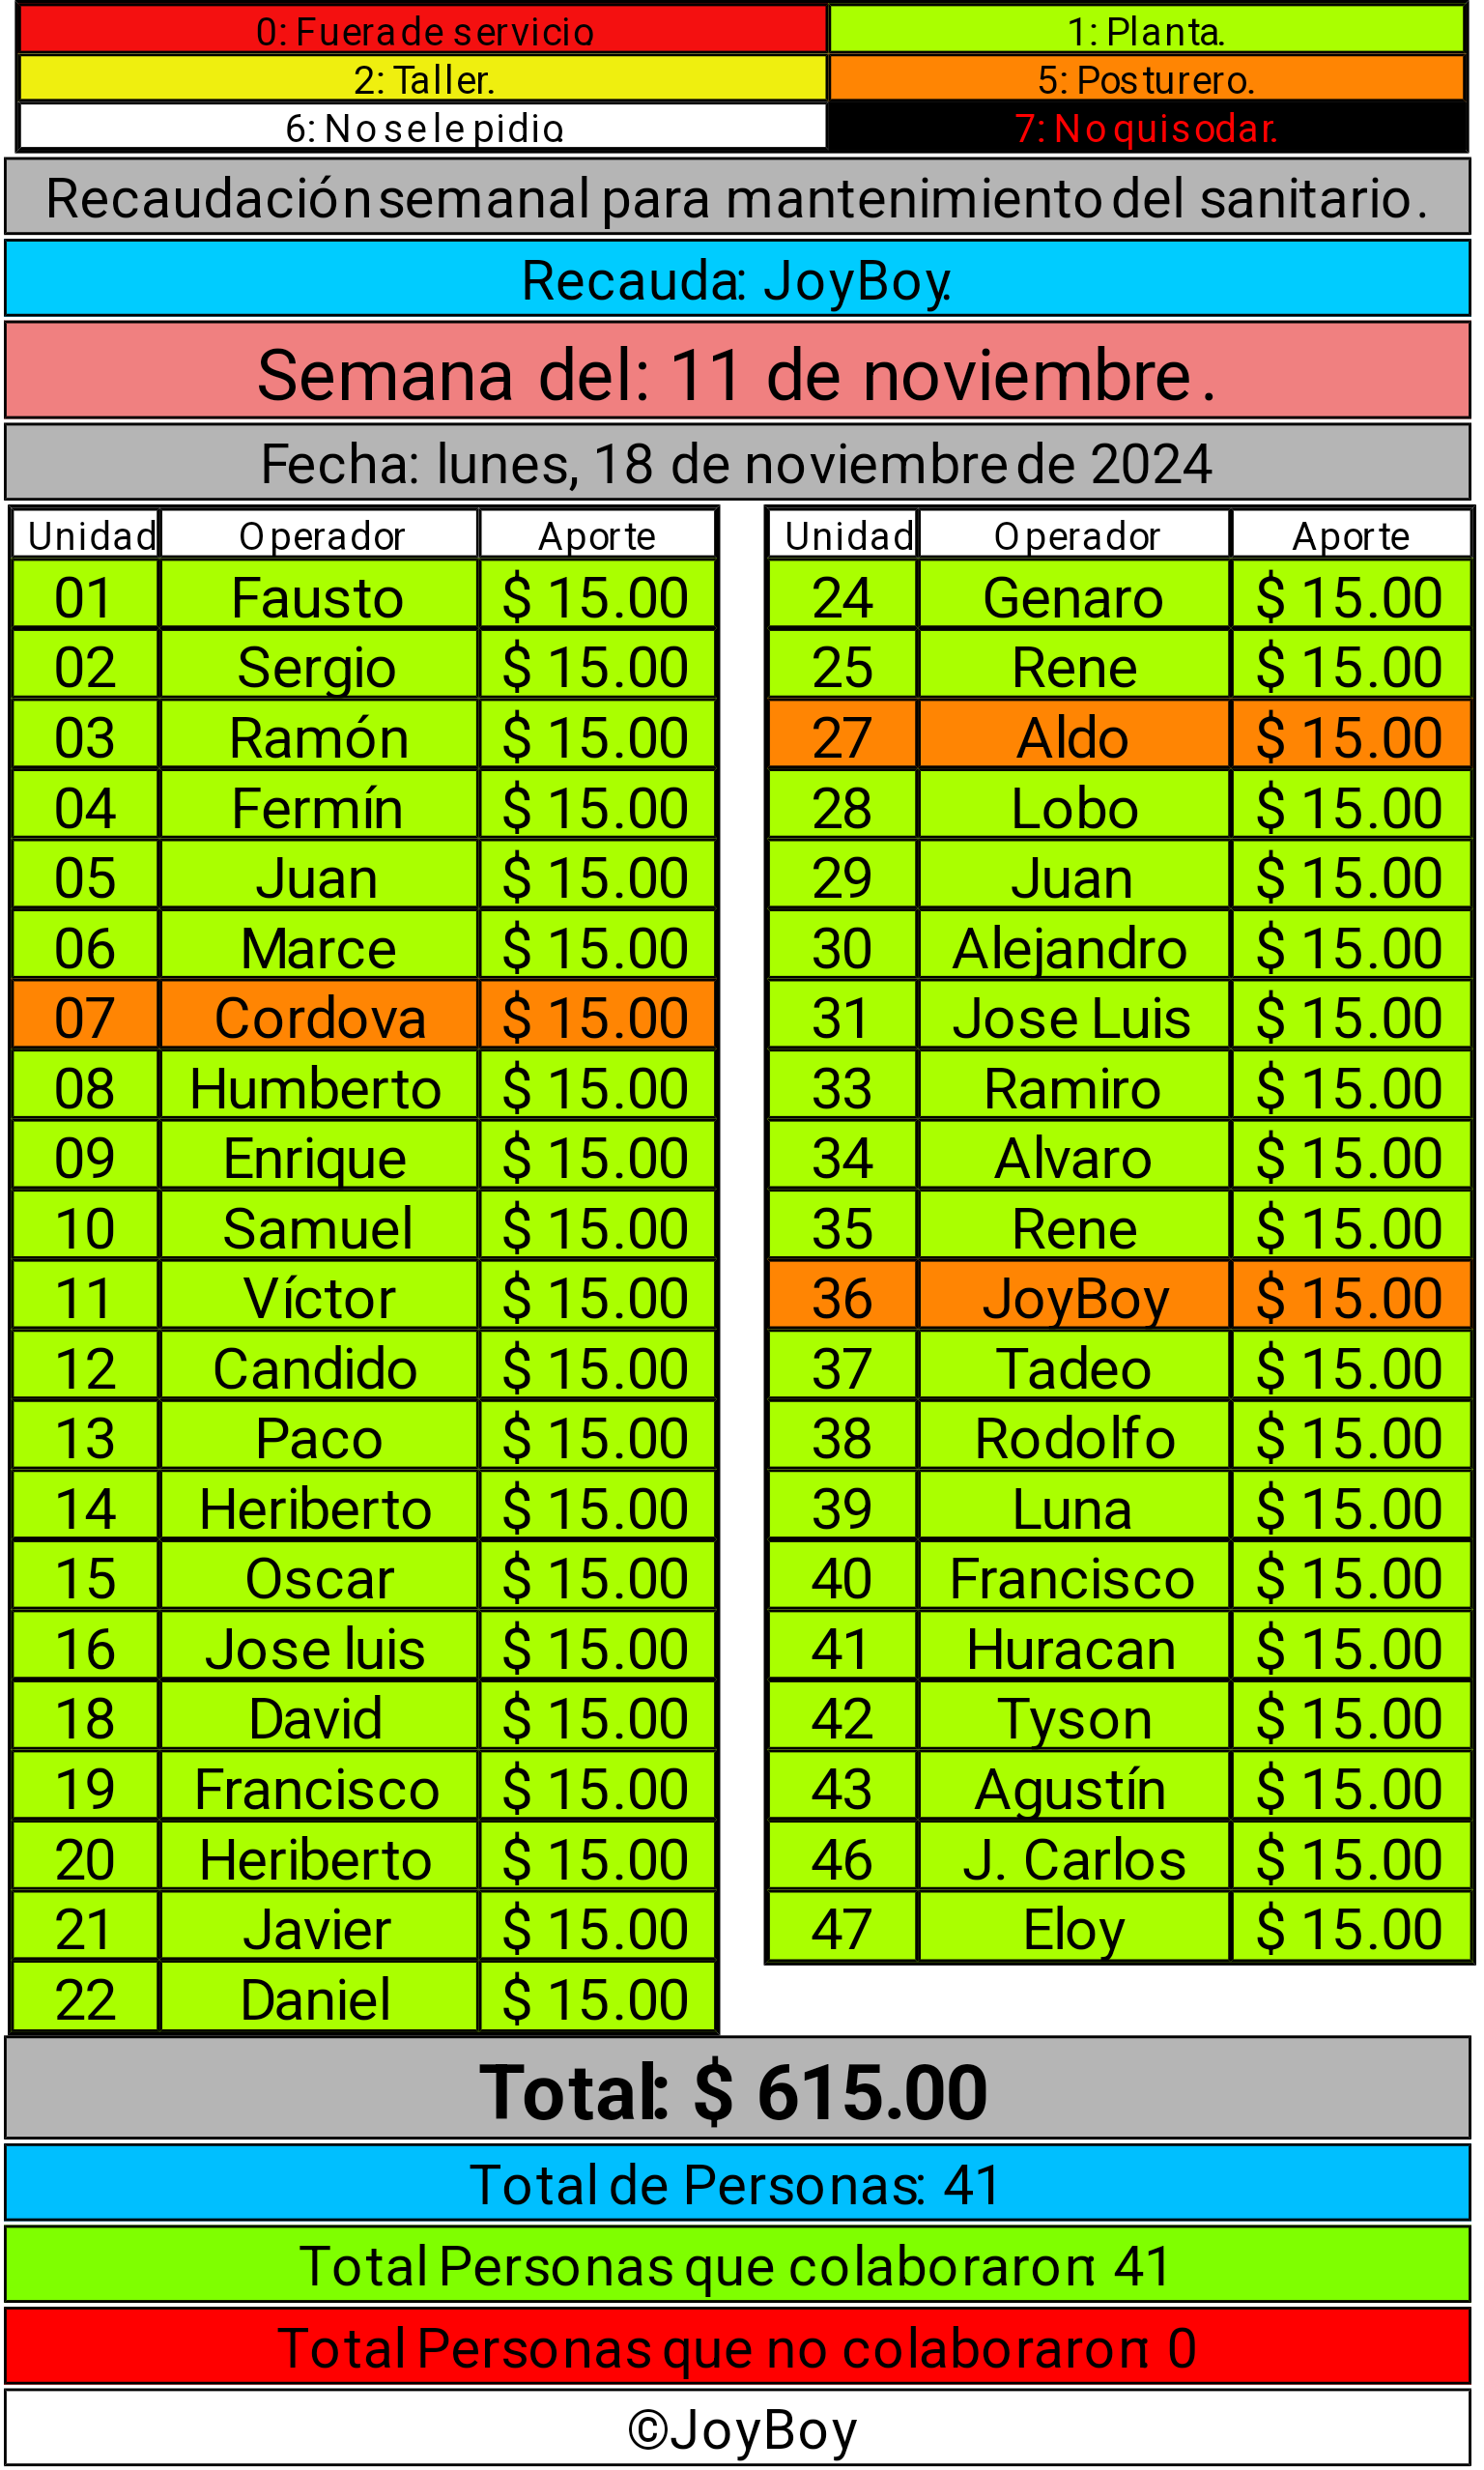 0: Fuera de servicio.
1: Planta.
2: Taller.
5: Posturero.
6: No se le pidio.
7: No quiso dar.
Recaudación semanal para mantenimiento del sanitario.
Recauda: JoyBoy.
Semana del: 11 de noviembre.
Fecha: lunes, 18 de noviembre de 2024
Unidad Operador Aporte
01 Fausto $ 15.00
02 Sergio $ 15.00
03 Ramón $ 15.00
04 Fermín $ 15.00
05 Juan $ 15.00
06 Marce $ 15.00
07 Cordova $ 15.00
08 Humberto $ 15.00
09 Enrique $ 15.00
10 Samuel $ 15.00
11 Víctor $ 15.00
12 Candido $ 15.00
13 Paco $ 15.00
14 Heriberto $ 15.00
15 Oscar $ 15.00
16 Jose luis $ 15.00
18 David $ 15.00
19 Francisco $ 15.00
20 Heriberto $ 15.00
21 Javier $ 15.00
22 Daniel $ 15.00
Unidad Operador Aporte
24 Genaro $ 15.00
25 Rene $ 15.00
27 Aldo $ 15.00
28 Lobo $ 15.00
29 Juan $ 15.00
30 Alejandro $ 15.00
31 Jose Luis $ 15.00
33 Ramiro $ 15.00
34 Alvaro $ 15.00
35 Rene $ 15.00
36 JoyBoy $ 15.00
37 Tadeo $ 15.00
38 Rodolfo $ 15.00
39 Luna $ 15.00
40 Francisco $ 15.00
41 Huracan $ 15.00
42 Tyson $ 15.00
43 Agustín $ 15.00
46 J. Carlos $ 15.00
47 Eloy $ 15.00
Total: $ 615.00
Total de Personas: 41
Total Personas que colaboraron: 41
Total Personas que no colaboraron: 0
©JoyBoy